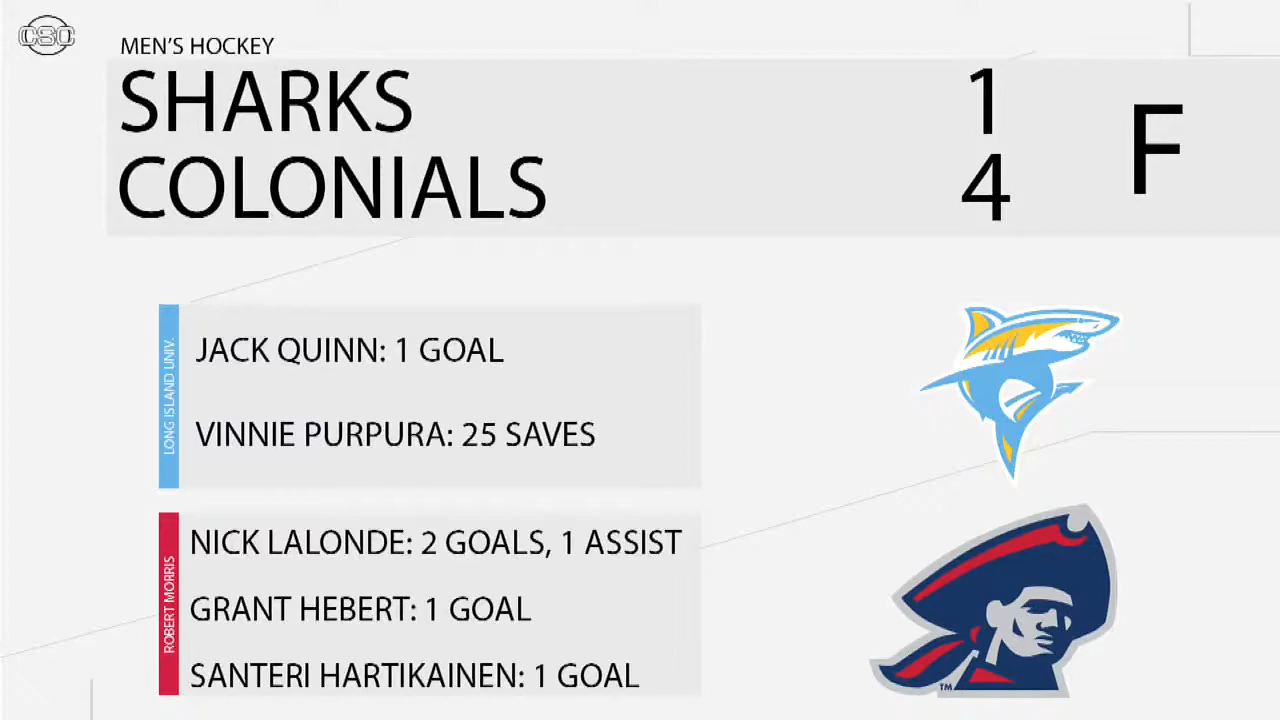 CSC
MEN'S HOCKEY
SHARKS 1
COLONIALS 4
F
LONG ISLAND UNIV.
JACK QUINN: 1 GOAL
VINNIE PURPURA: 25 SAVES
ROBERT MORRIS
NICK LALONDE: 2 GOALS, 1 ASSIST
GRANT HEBERT: 1 GOAL
SANTERI HARTIKAINEN: 1 GOAL
TM